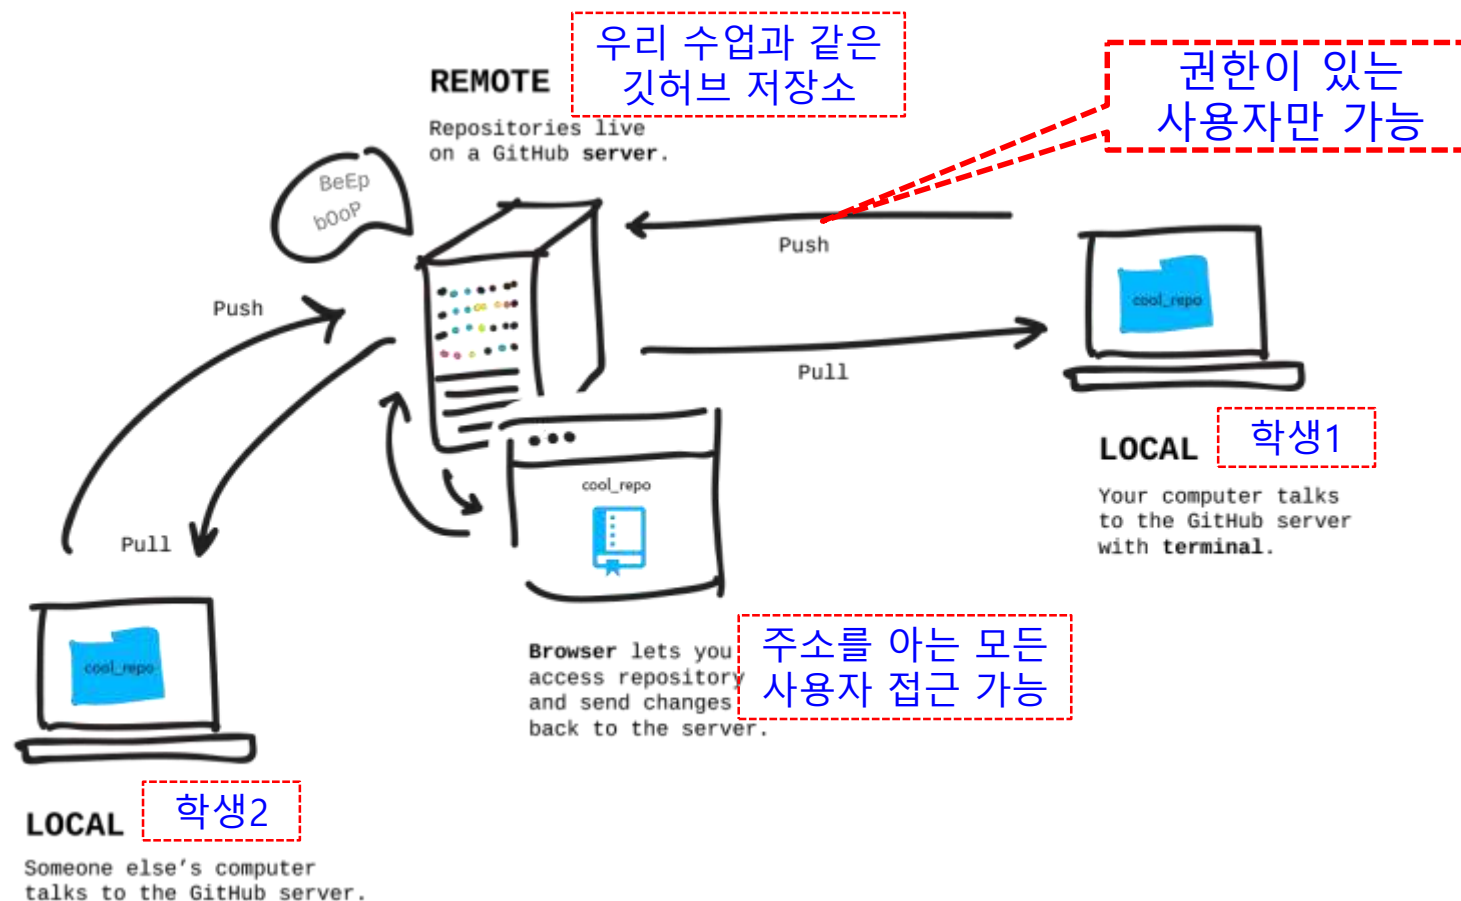 우리 수업과 같은
깃허브 저장소
권한이 있는
사용자만 가능
REMOTE
Repositories live
on a GitHub server.
BeEp
bOoP
Push
Pull
cool_repo
LOCAL
학생1
Your computer talks
to the GitHub server
with terminal.
Push
Pull
cool_repo
Browser lets you
access repository
and send changes
back to the server.
주소를 아는 모든
사용자 접근 가능
cool_repo
LOCAL
학생2
Someone else’s computer
talks to the GitHub server.